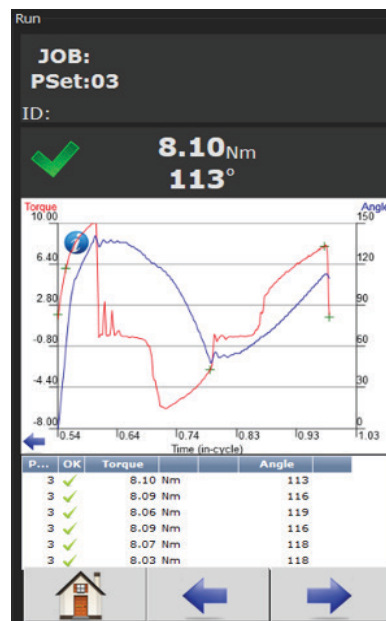 Run
JOB:
PSet:03
ID:
8.10Nm
113°
Torque Angle
10.00 150
6.40 120
2.80 90
-0.80 60
-4.40 30
-8.00 0
0.54 0.64 0.74 0.83 0.93 1.03
Time (in-cycle)
P... OK Torque Angle
3 8.10 Nm 113
3 8.09 Nm 116
3 8.06 Nm 119
3 8.09 Nm 116
3 8.07 Nm 118
3 8.03 Nm 118